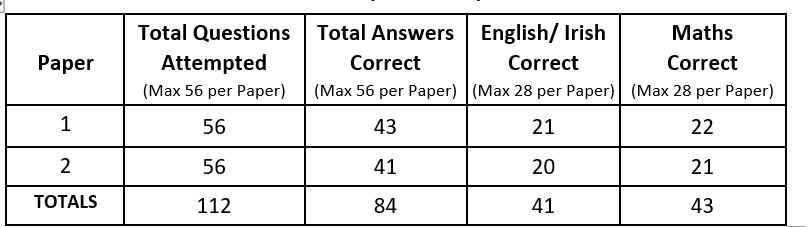 Paper
Total Questions
Attempted
(Max 56 per Paper)
Total Answers
Correct
(Max 56 per Paper)
English/ Irish
Correct
(Max 28 per Paper)
Maths
Correct
(Max 28 per Paper)
1 56 43 21 22
2 56 41 20 21
TOTALS 112 84 41 43